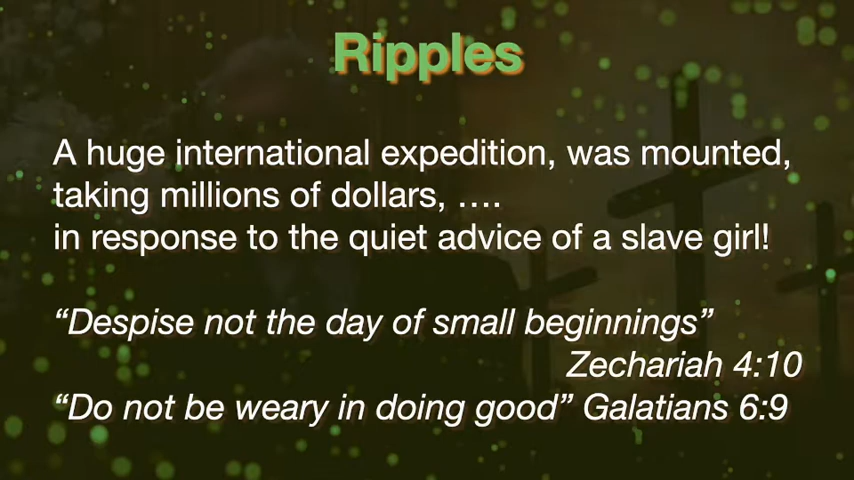 Ripples
A huge international expedition, was mounted,
taking millions of dollars, ....
in response to the quiet advice of a slave girl!
“Despise not the day of small beginnings”
Zechariah 4:10
“Do not be weary in doing good” Galatians 6:9